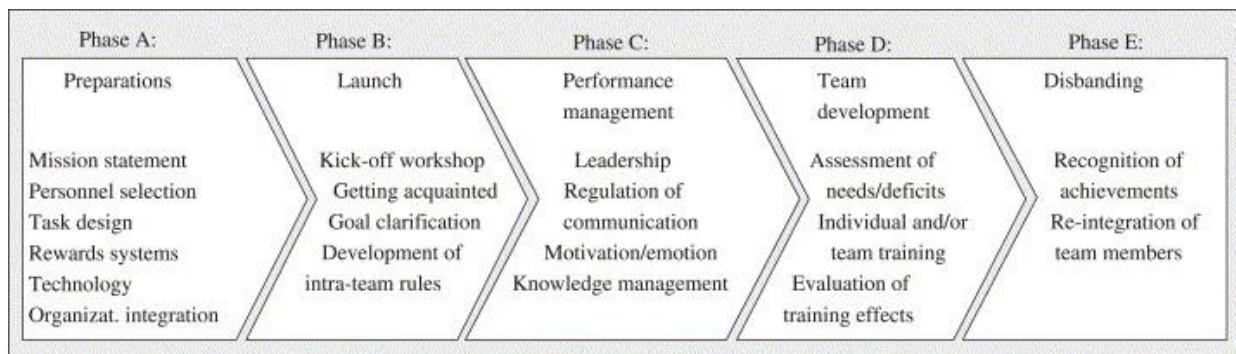 Phase A:
Preparations
Mission statement
Personnel selection
Task design
Rewards systems
Technology
Organizat. integration
Phase B:
Launch
Kick-off workshop
Getting acquainted
Goal clarification
Development of
intra-team rules
Phase C:
Performance
management
Leadership
Regulation of
communication
Motivation/emotion
Knowledge management
Phase D:
Team
development
Assessment of
needs/deficits
Individual and/or
team training
Evaluation of
training effects
Phase E:
Disbanding
Recognition of
achievements
Re-integration of
team members